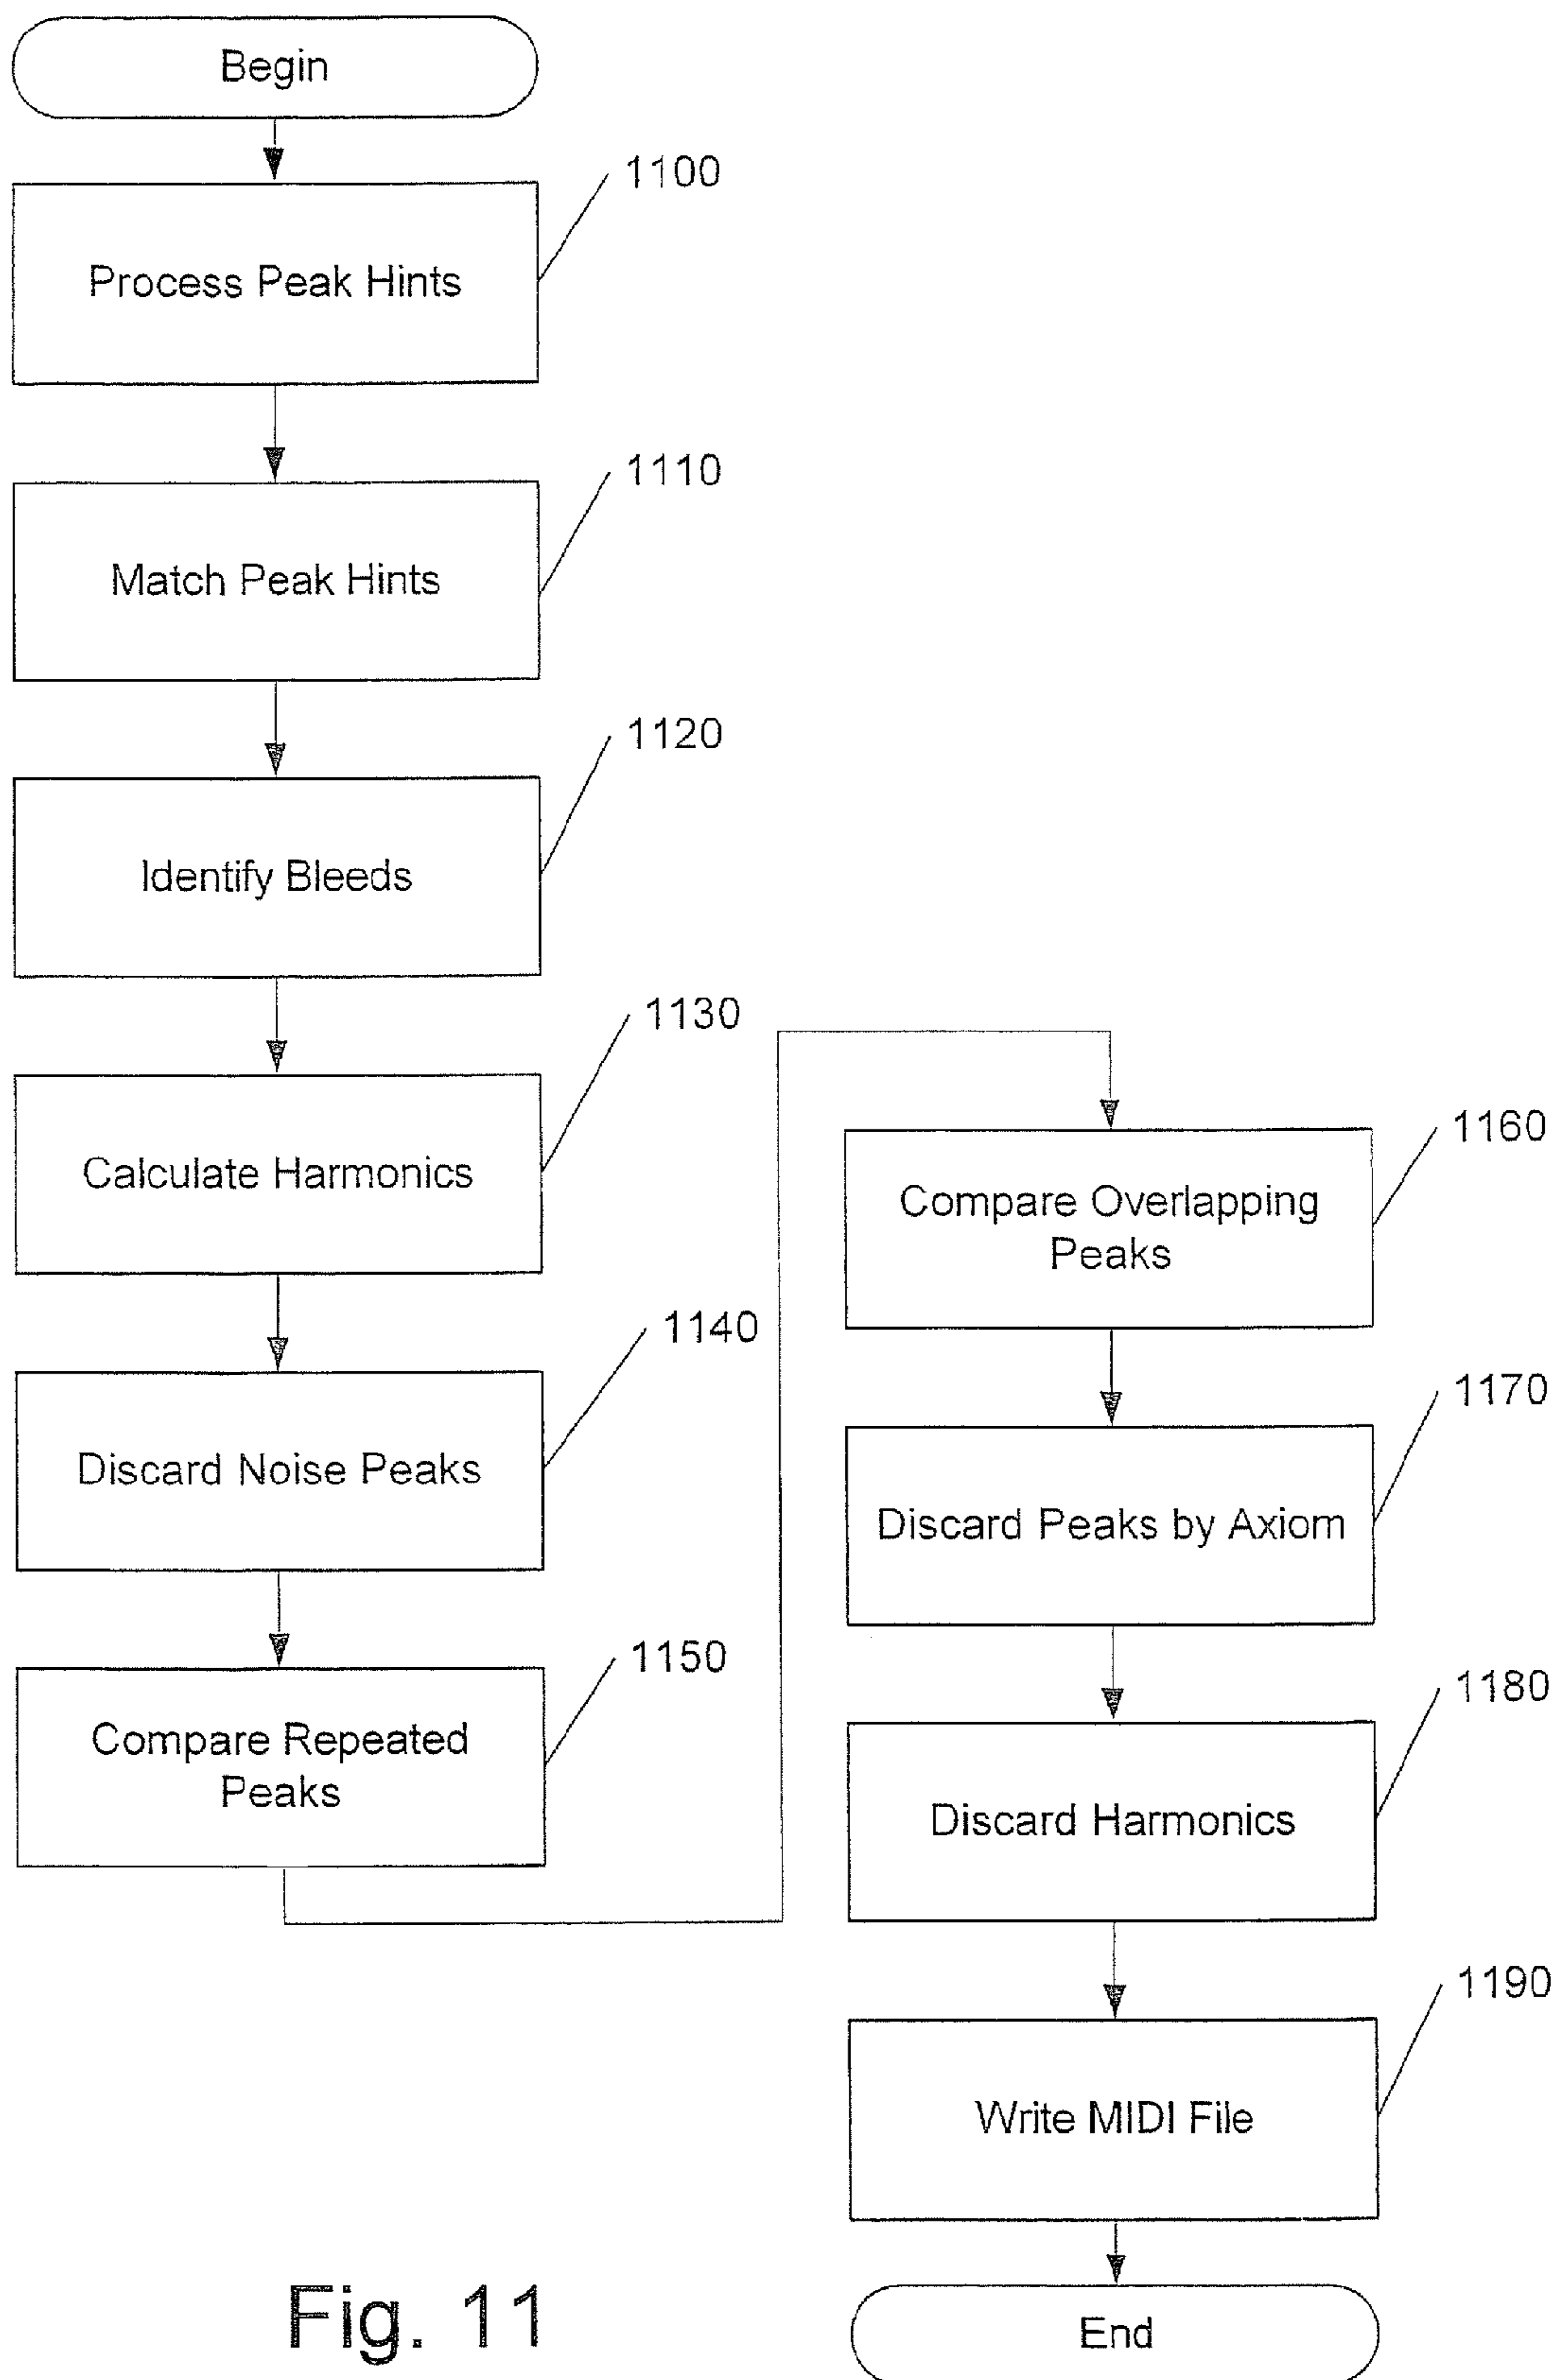 Begin
1100
Process Peak Hints
1110
Match Peak Hints
1120
Identify Bleeds
1130
Calculate Harmonics
1140
Discard Noise Peaks
1150
Compare Repeated
Peaks
1160
Compare Overlapping
Peaks
1170
Discard Peaks by Axiom
1180
Discard Harmonics
1190
Write MIDI File
End
Fig. 11